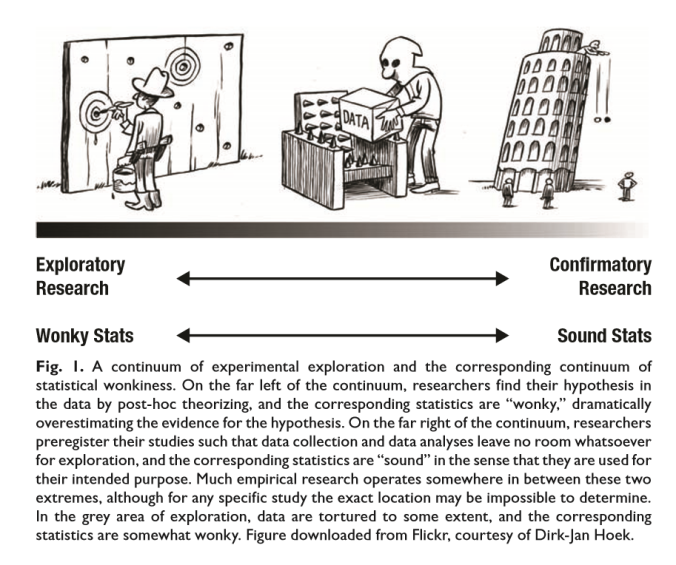 DATA
Exploratory
Research
Confirmatory
Research
Wonky Stats
Sound Stats
Fig. 1. A continuum of experimental exploration and the corresponding continuum of
statistical wonkiness. On the far left of the continuum, researchers find their hypothesis in
the data by post-hoc theorizing, and the corresponding statistics are “wonky,” dramatically
overestimating the evidence for the hypothesis. On the far right of the continuum, researchers
preregister their studies such that data collection and data analyses leave no room whatsoever
for exploration, and the corresponding statistics are “sound” in the sense that they are used for
their intended purpose. Much empirical research operates somewhere in between these two
extremes, although for any specific study the exact location may be impossible to determine.
In the grey area of exploration, data are tortured to some extent, and the corresponding
statistics are somewhat wonky. Figure downloaded from Flickr, courtesy of Dirk-Jan Hoek.